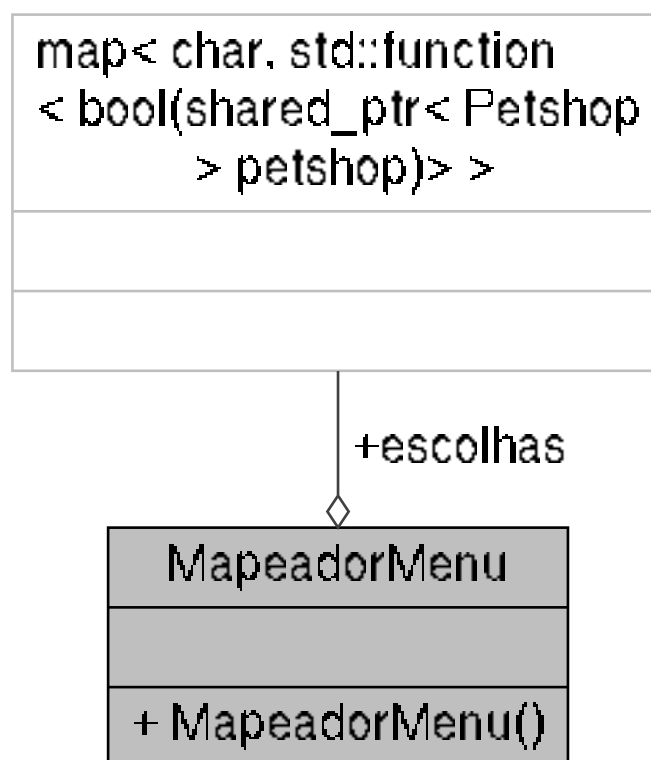 map< char, std::function
< bool(shared_ptr< Petshop
> petshop)> >
+escolhas
MapeadorMenu
+ MapeadorMenu()